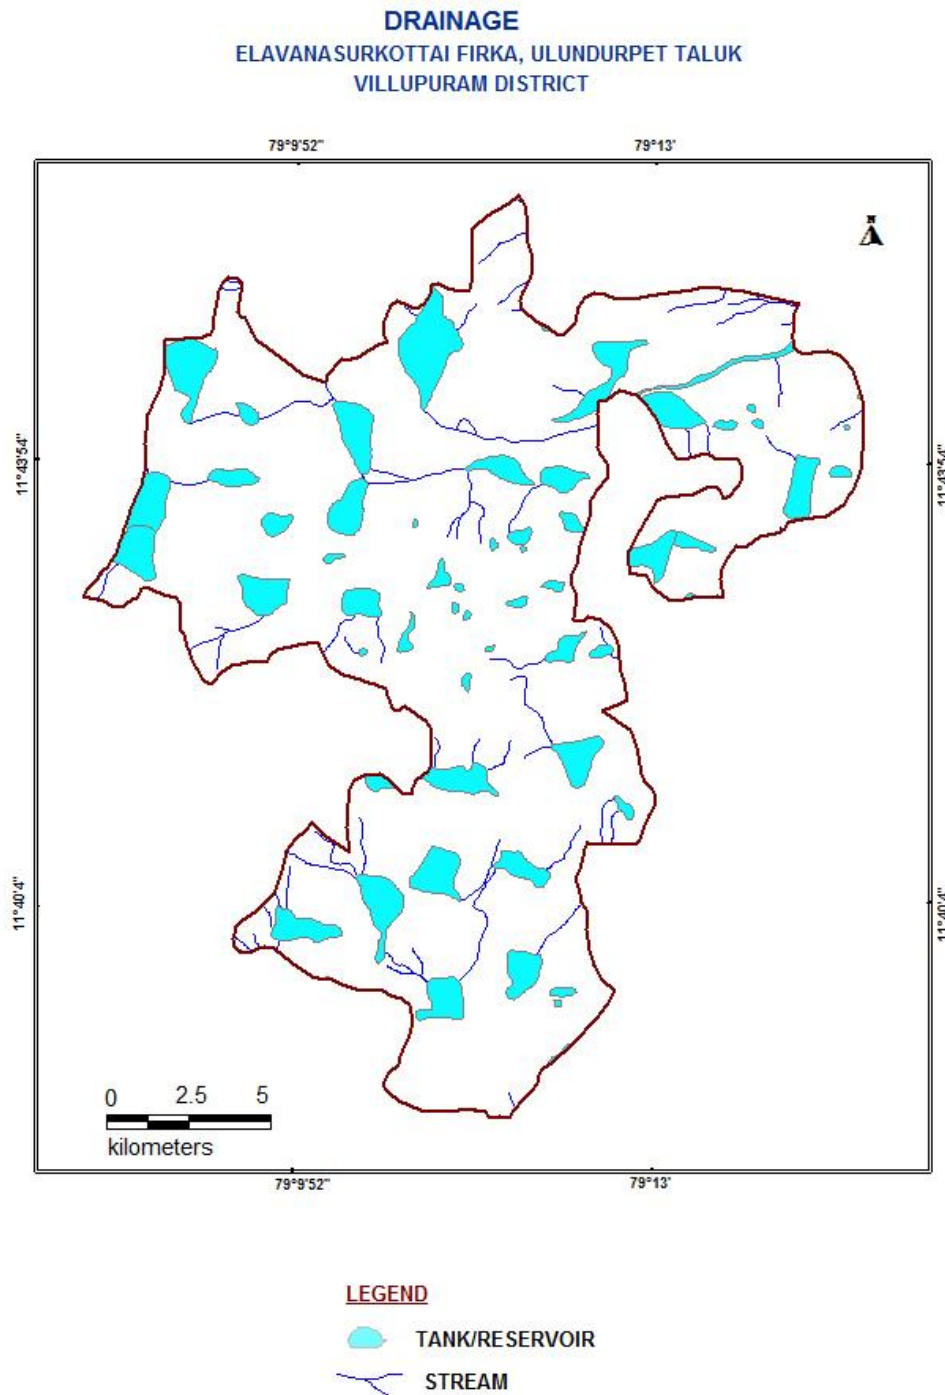 DRAINAGE
ELAVANASURKOTTAI FIRKA, ULUNDURPET TALUK
VILLUPURAM DISTRICT
79°9'52" 79°13'
N
11°43'54" 11°43'54"
11°40'4" 11°40'4"
0 2.5 5
kilometers
79°9'52" 79°13'
LEGEND
TANK/RESERVOIR
STREAM